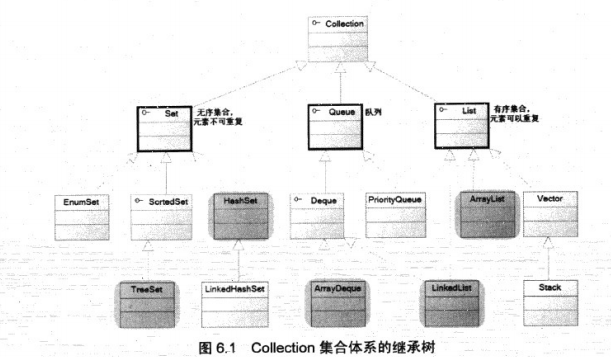 Collection
Set
无序集合,
元素不可重复
Queue
队列
List
有序集合,
元素可以重复
EnumSet
SortedSet
HashSet
Deque
PriorityQueue
ArrayList
Vector
TreeSet
LinkedHashSet
ArrayDeque
LinkedList
Stack
图 6.1 Collection 集合体系的继承树